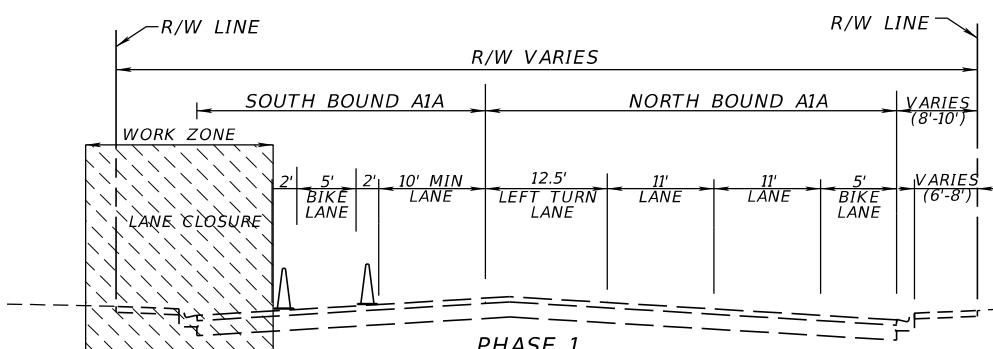 R/W LINE
R/W LINE
R/W VARIES
SOUTH BOUND A1A
NORTH BOUND A1A
VARIES
(8'-10')
WORK ZONE
2'
5'
BIKE
LANE
2'
10' MIN
LANE
12.5'
LEFT TURN
LANE
11'
LANE
11'
LANE
5'
BIKE
LANE
VARIES
(6'-8')
LANE CLOSURE
PHASE 1